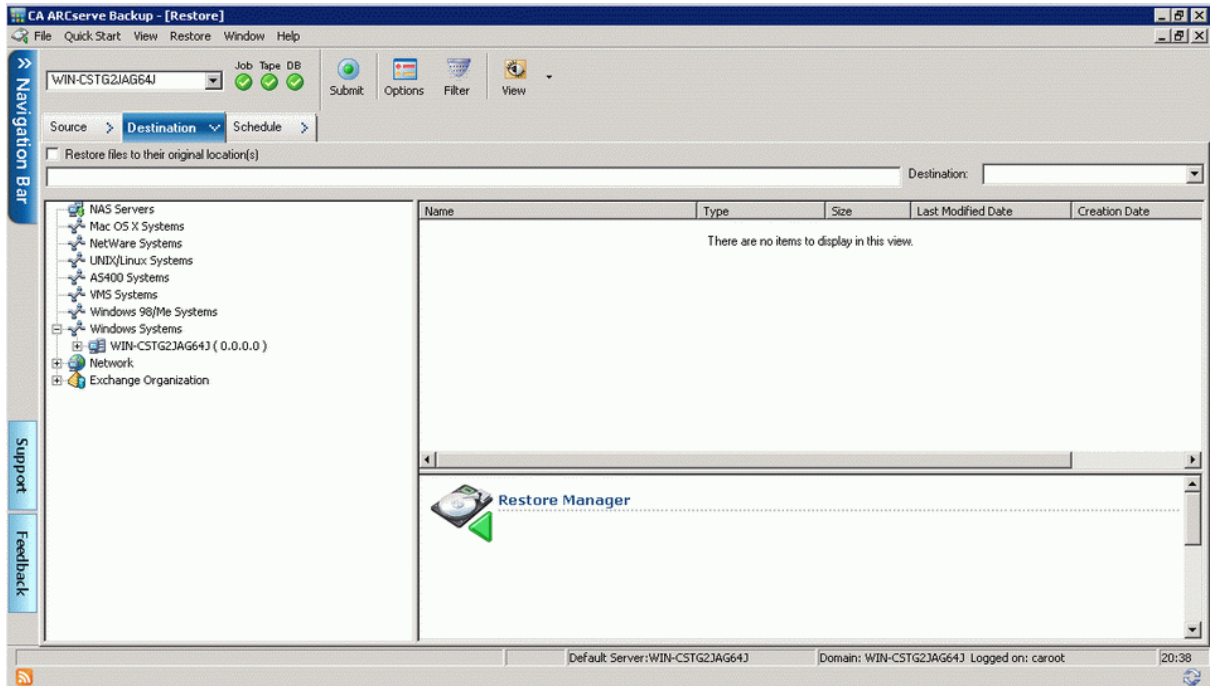 CA ARCserve Backup - [Restore]
File Quick Start View Restore Window Help
Navigation Bar
WIN-CSTG2JAG64J
Job Tape DB
Submit Options Filter View
Source Destination Schedule
Restore files to their original location(s)
Destination:
NAS Servers
Mac OS X Systems
NetWare Systems
UNIX/Linux Systems
AS400 Systems
VMS Systems
Windows 98/Me Systems
Windows Systems
WIN-CSTG2JAG64J ( 0.0.0.0 )
Network
Exchange Organization
Name Type Size Last Modified Date Creation Date
There are no items to display in this view.
Restore Manager
Support
Feedback
Default Server:WIN-CSTG2JAG64J Domain: WIN-CSTG2JAG64J Logged on: caroot 20:38